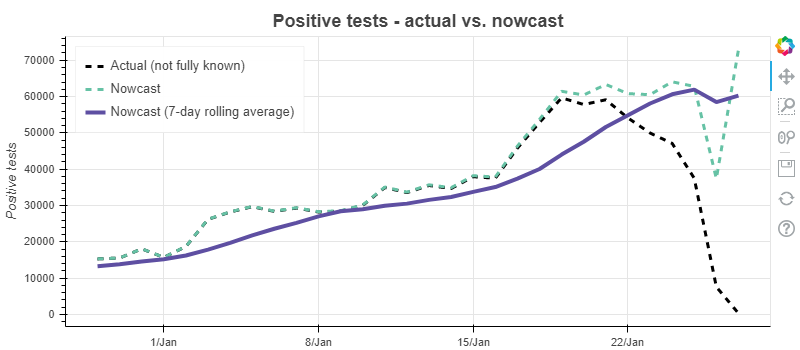 Positive tests - actual vs. nowcast
Actual (not fully known)
Nowcast
Nowcast (7-day rolling average)
Positive tests
70000
60000
50000
40000
30000
20000
10000
0
1/Jan
8/Jan
15/Jan
22/Jan